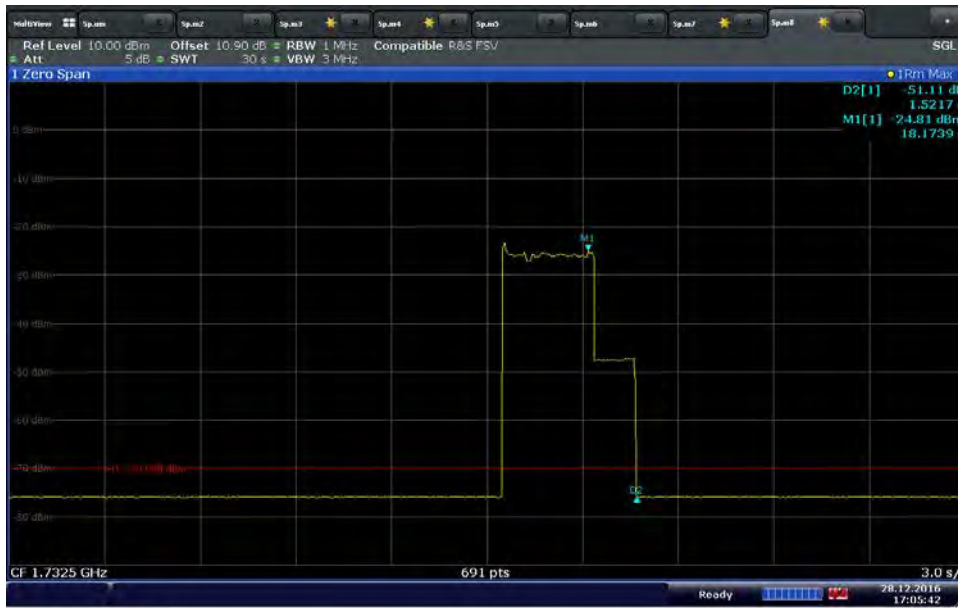 MultiView Sp.em Sp.m2 Sp.m3 Sp.m4 Sp.m5 Sp.m6 Sp.m7 Sp.m8
Ref Level 10.00 dBm Offset 10.90 dB RBW 1 MHz Compatible R&S FSV SGL
Att 5 dB SWT 30 s VBW 3 MHz
1 Zero Span 1Rm Max
D2[1] -51.11 dB
1.5217
M1[1] -24.81 dBm
18.1739
0 dBm
-10 dBm
-20 dBm
M1
-30 dBm
-40 dBm
-50 dBm
-60 dBm
-70 dBm
D2
-80 dBm
CF 1.7325 GHz 691 pts 3.0 s/
Ready 28.12.2016
17:05:42